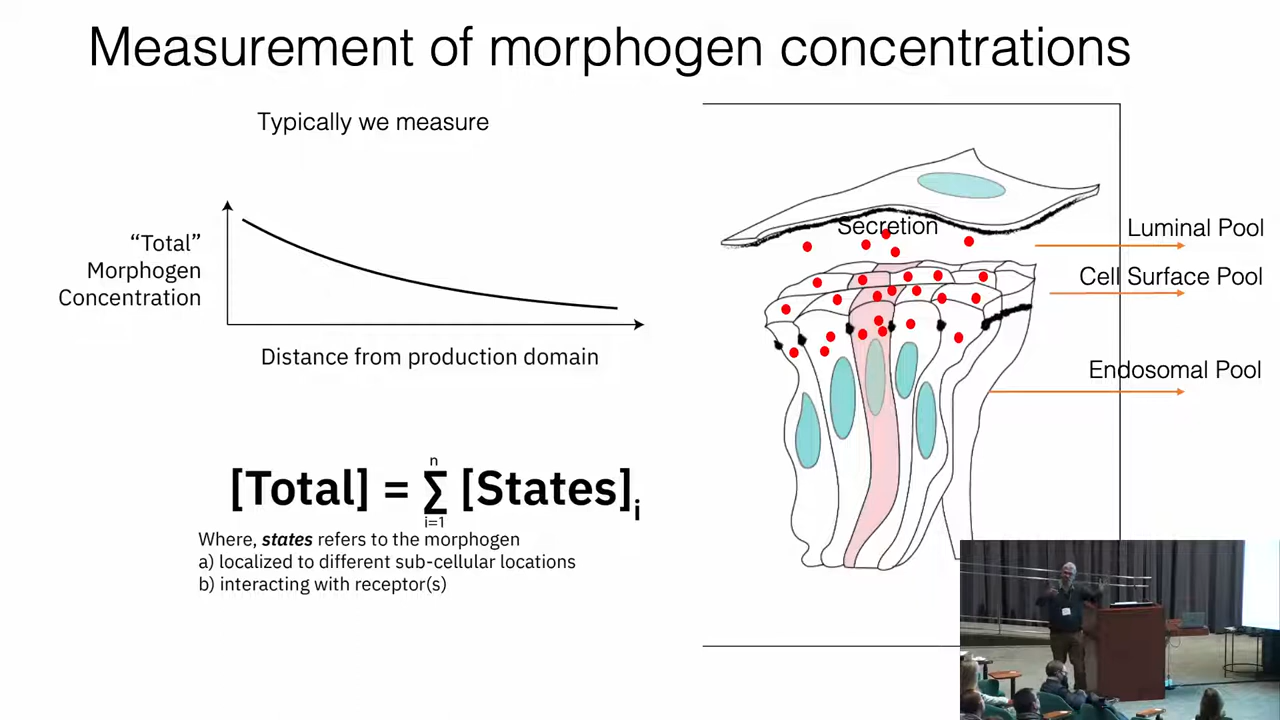 Measurement of morphogen concentrations
Typically we measure
“Total”
Morphogen
Concentration
Distance from production domain
[Total] = n ∑ i=1 [States]i
Where, states refers to the morphogen
a) localized to different sub-cellular locations
b) interacting with receptor(s)
Secretion
Luminal Pool
Cell Surface Pool
Endosomal Pool